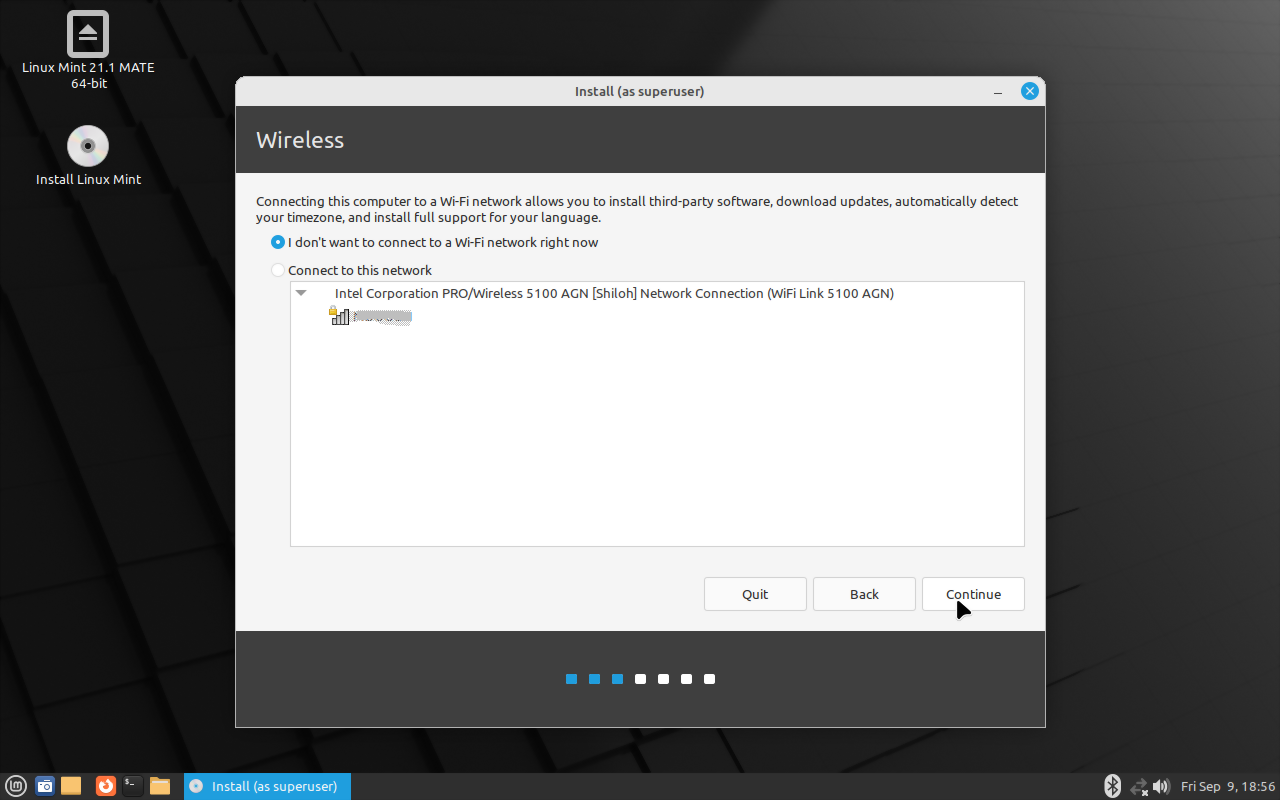 Linux Mint 21.1 MATE
64-bit
Install Linux Mint
Install (as superuser)
Wireless
Connecting this computer to a Wi-Fi network allows you to install third-party software, download updates, automatically detect
your timezone, and install full support for your language.
I don't want to connect to a Wi-Fi network right now
Connect to this network
Intel Corporation PRO/Wireless 5100 AGN [Shiloh] Network Connection (WiFi Link 5100 AGN)
Quit
Back
Continue
Install (as superuser)
Fri Sep 9, 18:56